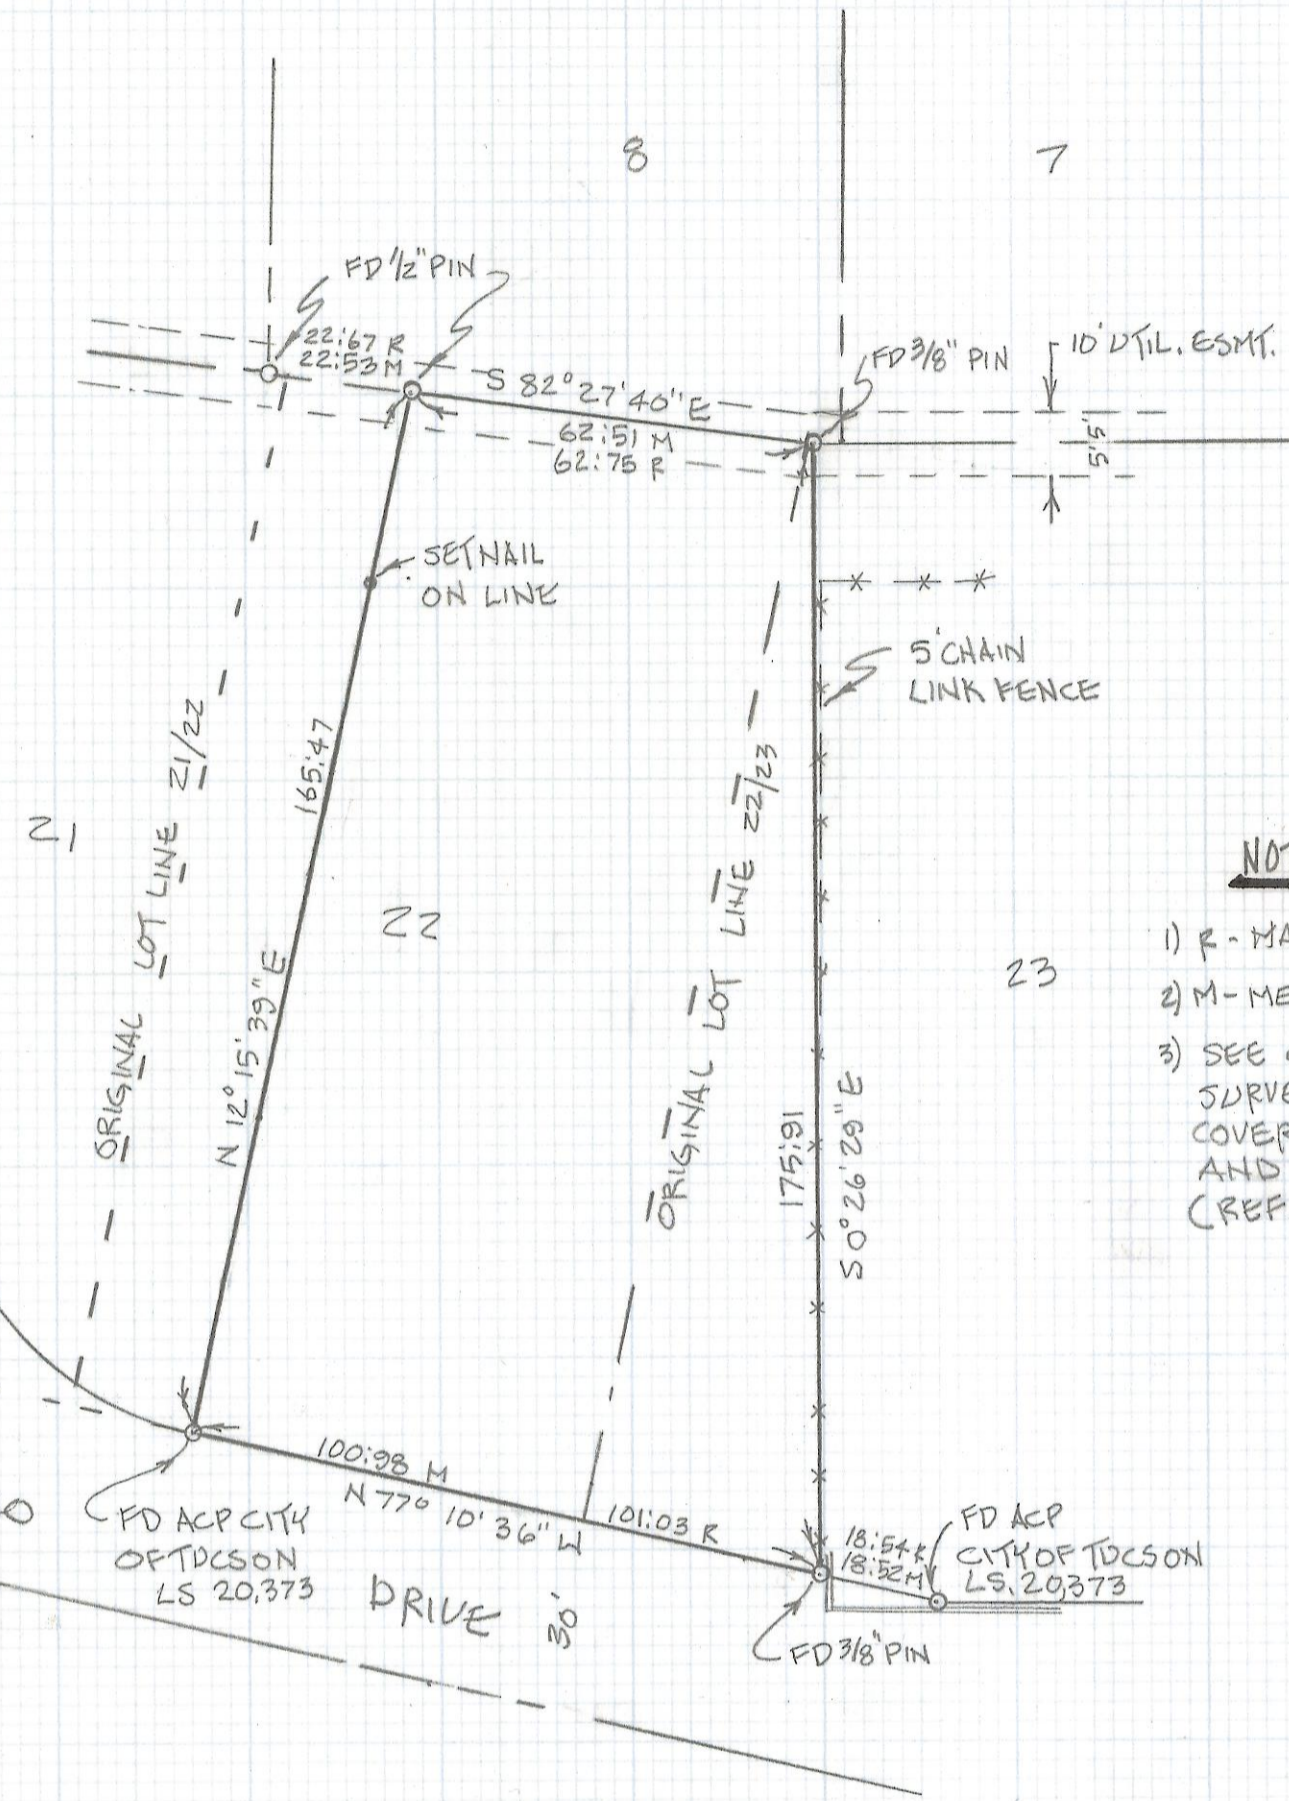 8
7
FD 1/2" PIN
22.67 R
22.53 M
S 82° 27' 40" E
62.51 M
62.75 R
FD 3/8" PIN
10' UTIL. ESMT.
5' 5'
SET NAIL
ON LINE
5' CHAIN
LINK FENCE
ORIGINAL LOT LINE 21/22
165.47
N 12° 15' 39" E
ORIGINAL LOT LINE 22/23
21
22
23
175.91
S 0° 26' 29" E
1) R - MA
2) M - ME
3) SEE
SURVE
COVER
AND
(REF
100.98 M
N 77° 10' 36" W
101.03 R
FD ACP CITY
OF TUCSON
LS 20,373
DRIVE 30'
18.54 R
18.52 M
FD ACP
CITY OF TUCSON
LS. 20,373
FD 3/8" PIN